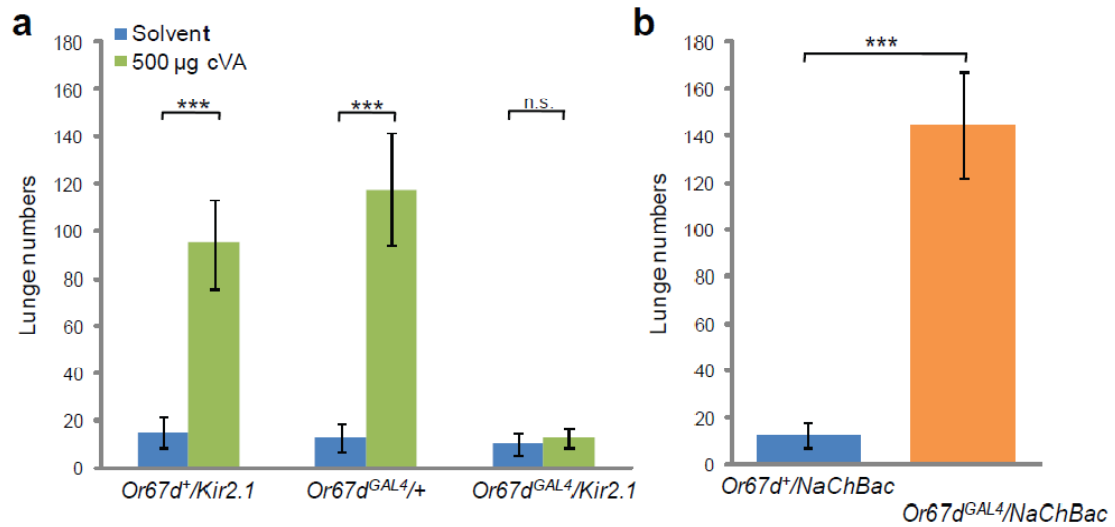 a
Solvent
500 µg cVA
Lunge numbers
180
160
140
120
100
80
60
40
20
0
***
***
n.s.
Or67d⁺/Kir2.1
Or67dᴳᴬᴸ⁴/+
Or67dᴳᴬᴸ⁴/Kir2.1
b
Lunge numbers
180
160
140
120
100
80
60
40
20
0
***
Or67d⁺/NaChBac
Or67dᴳᴬᴸ⁴/NaChBac